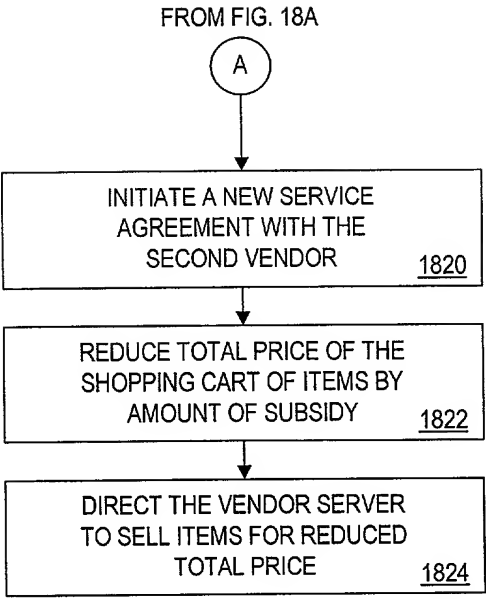 FROM FIG. 18A
A
INITIATE A NEW SERVICE
AGREEMENT WITH THE
SECOND VENDOR
1820
REDUCE TOTAL PRICE OF THE
SHOPPING CART OF ITEMS BY
AMOUNT OF SUBSIDY
1822
DIRECT THE VENDOR SERVER
TO SELL ITEMS FOR REDUCED
TOTAL PRICE
1824